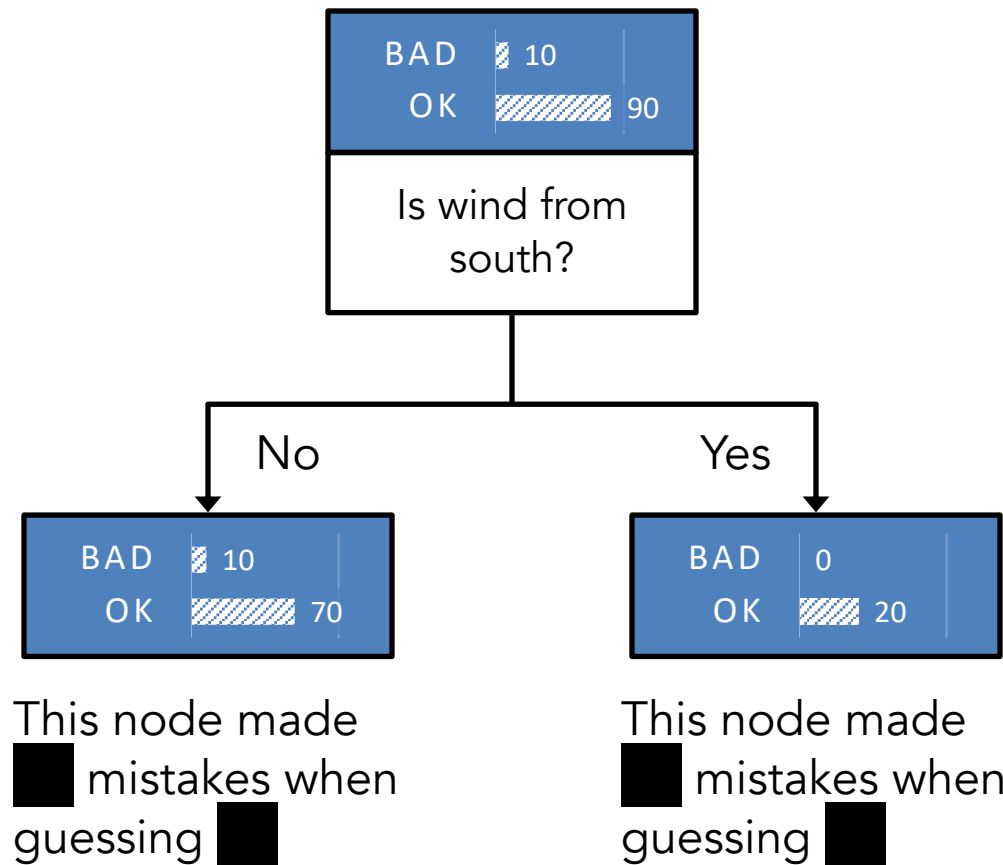 BAD 10
OK 90
Is wind from
south?
No
Yes
BAD 10
OK 70
BAD 0
OK 20
This node made
mistakes when
guessing
This node made
mistakes when
guessing